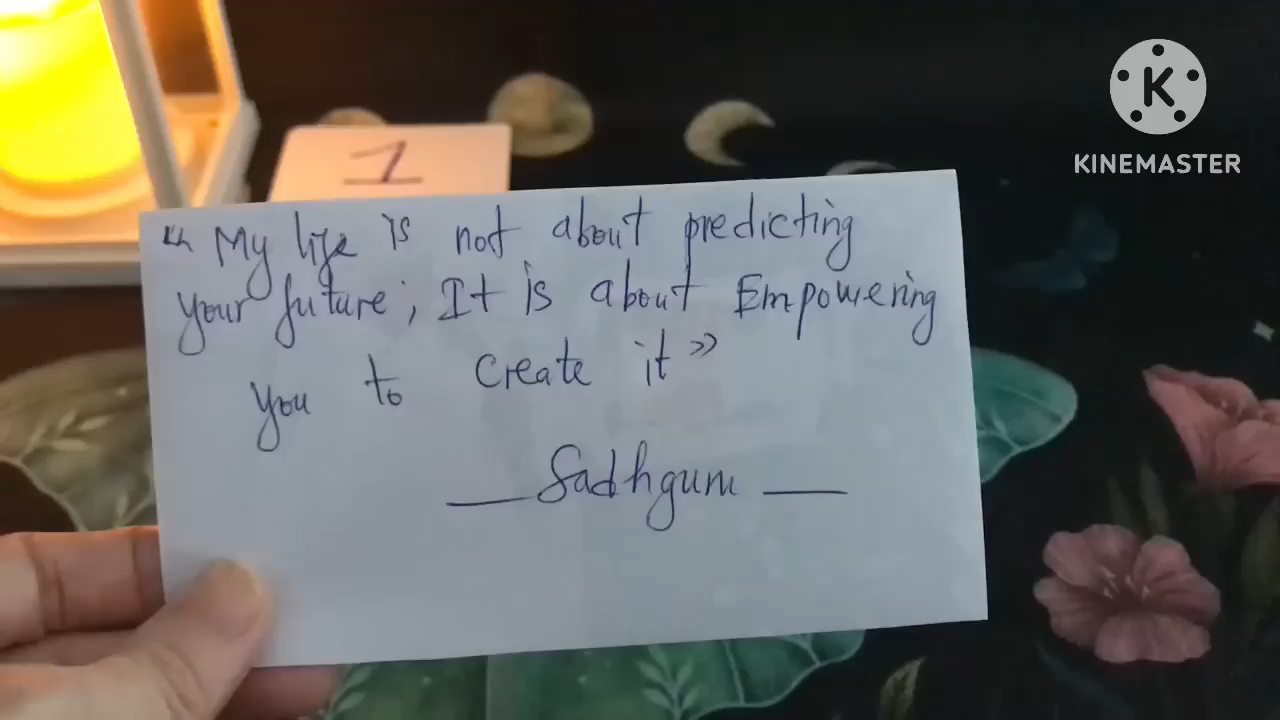 1
KINEMASTER
“ My life is not about predicting
your future; It is about Empowering
you to create it »
— Sadhguru —